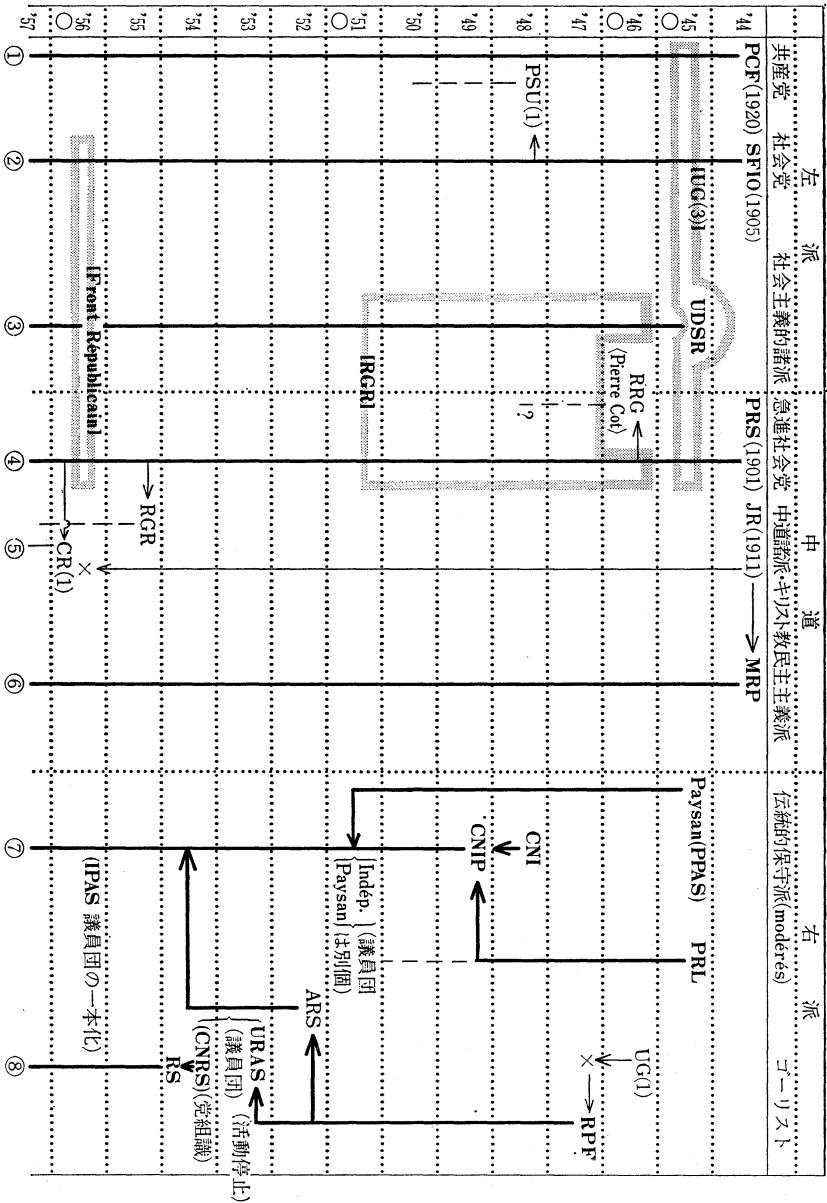 左派
中道
右派
共産党
社会党
社会主義的諸派
急進社会党
中道諸派・キリスト教民主主義派
伝統的保守派(modérés)
ゴーリスト
'44
'45
○
'46
○
'47
'48
'49
'50
'51
○
'52
'53
'54
'55
'56
○
'57
PCF(1920)
SFIO(1905)
[UG(3)]
UDSR
PRS(1901)
JR(1911)
MRP
Paysan(PPAS)
PRL
UG(1)
×
RPF
RRG
〈Pierre Cot〉
?
PSU(1)
CNI
CNIP
[RGR]
Indép.
Paysan
(議員団は別個)
ARS
URAS
(議員団)
(活動停止)
(CNRS)(党組織)
RS
(IPAS 議員団の一本化)
RGR
[Front Républicain]
CR(1)
×
①
②
③
④
⑤
⑥
⑦
⑧